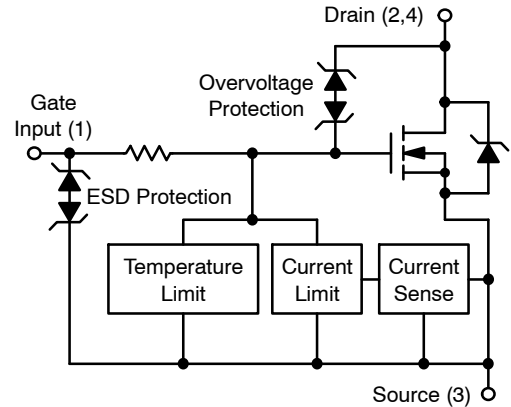 Drain (2,4)
Overvoltage
Protection
Gate
Input (1)
ESD Protection
Temperature
Limit
Current
Limit
Current
Sense
Source (3)